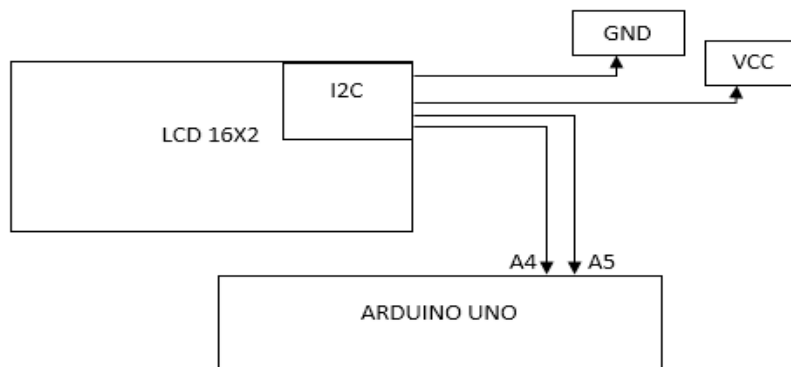 GND
VCC
I2C
LCD 16X2
A4
A5
ARDUINO UNO